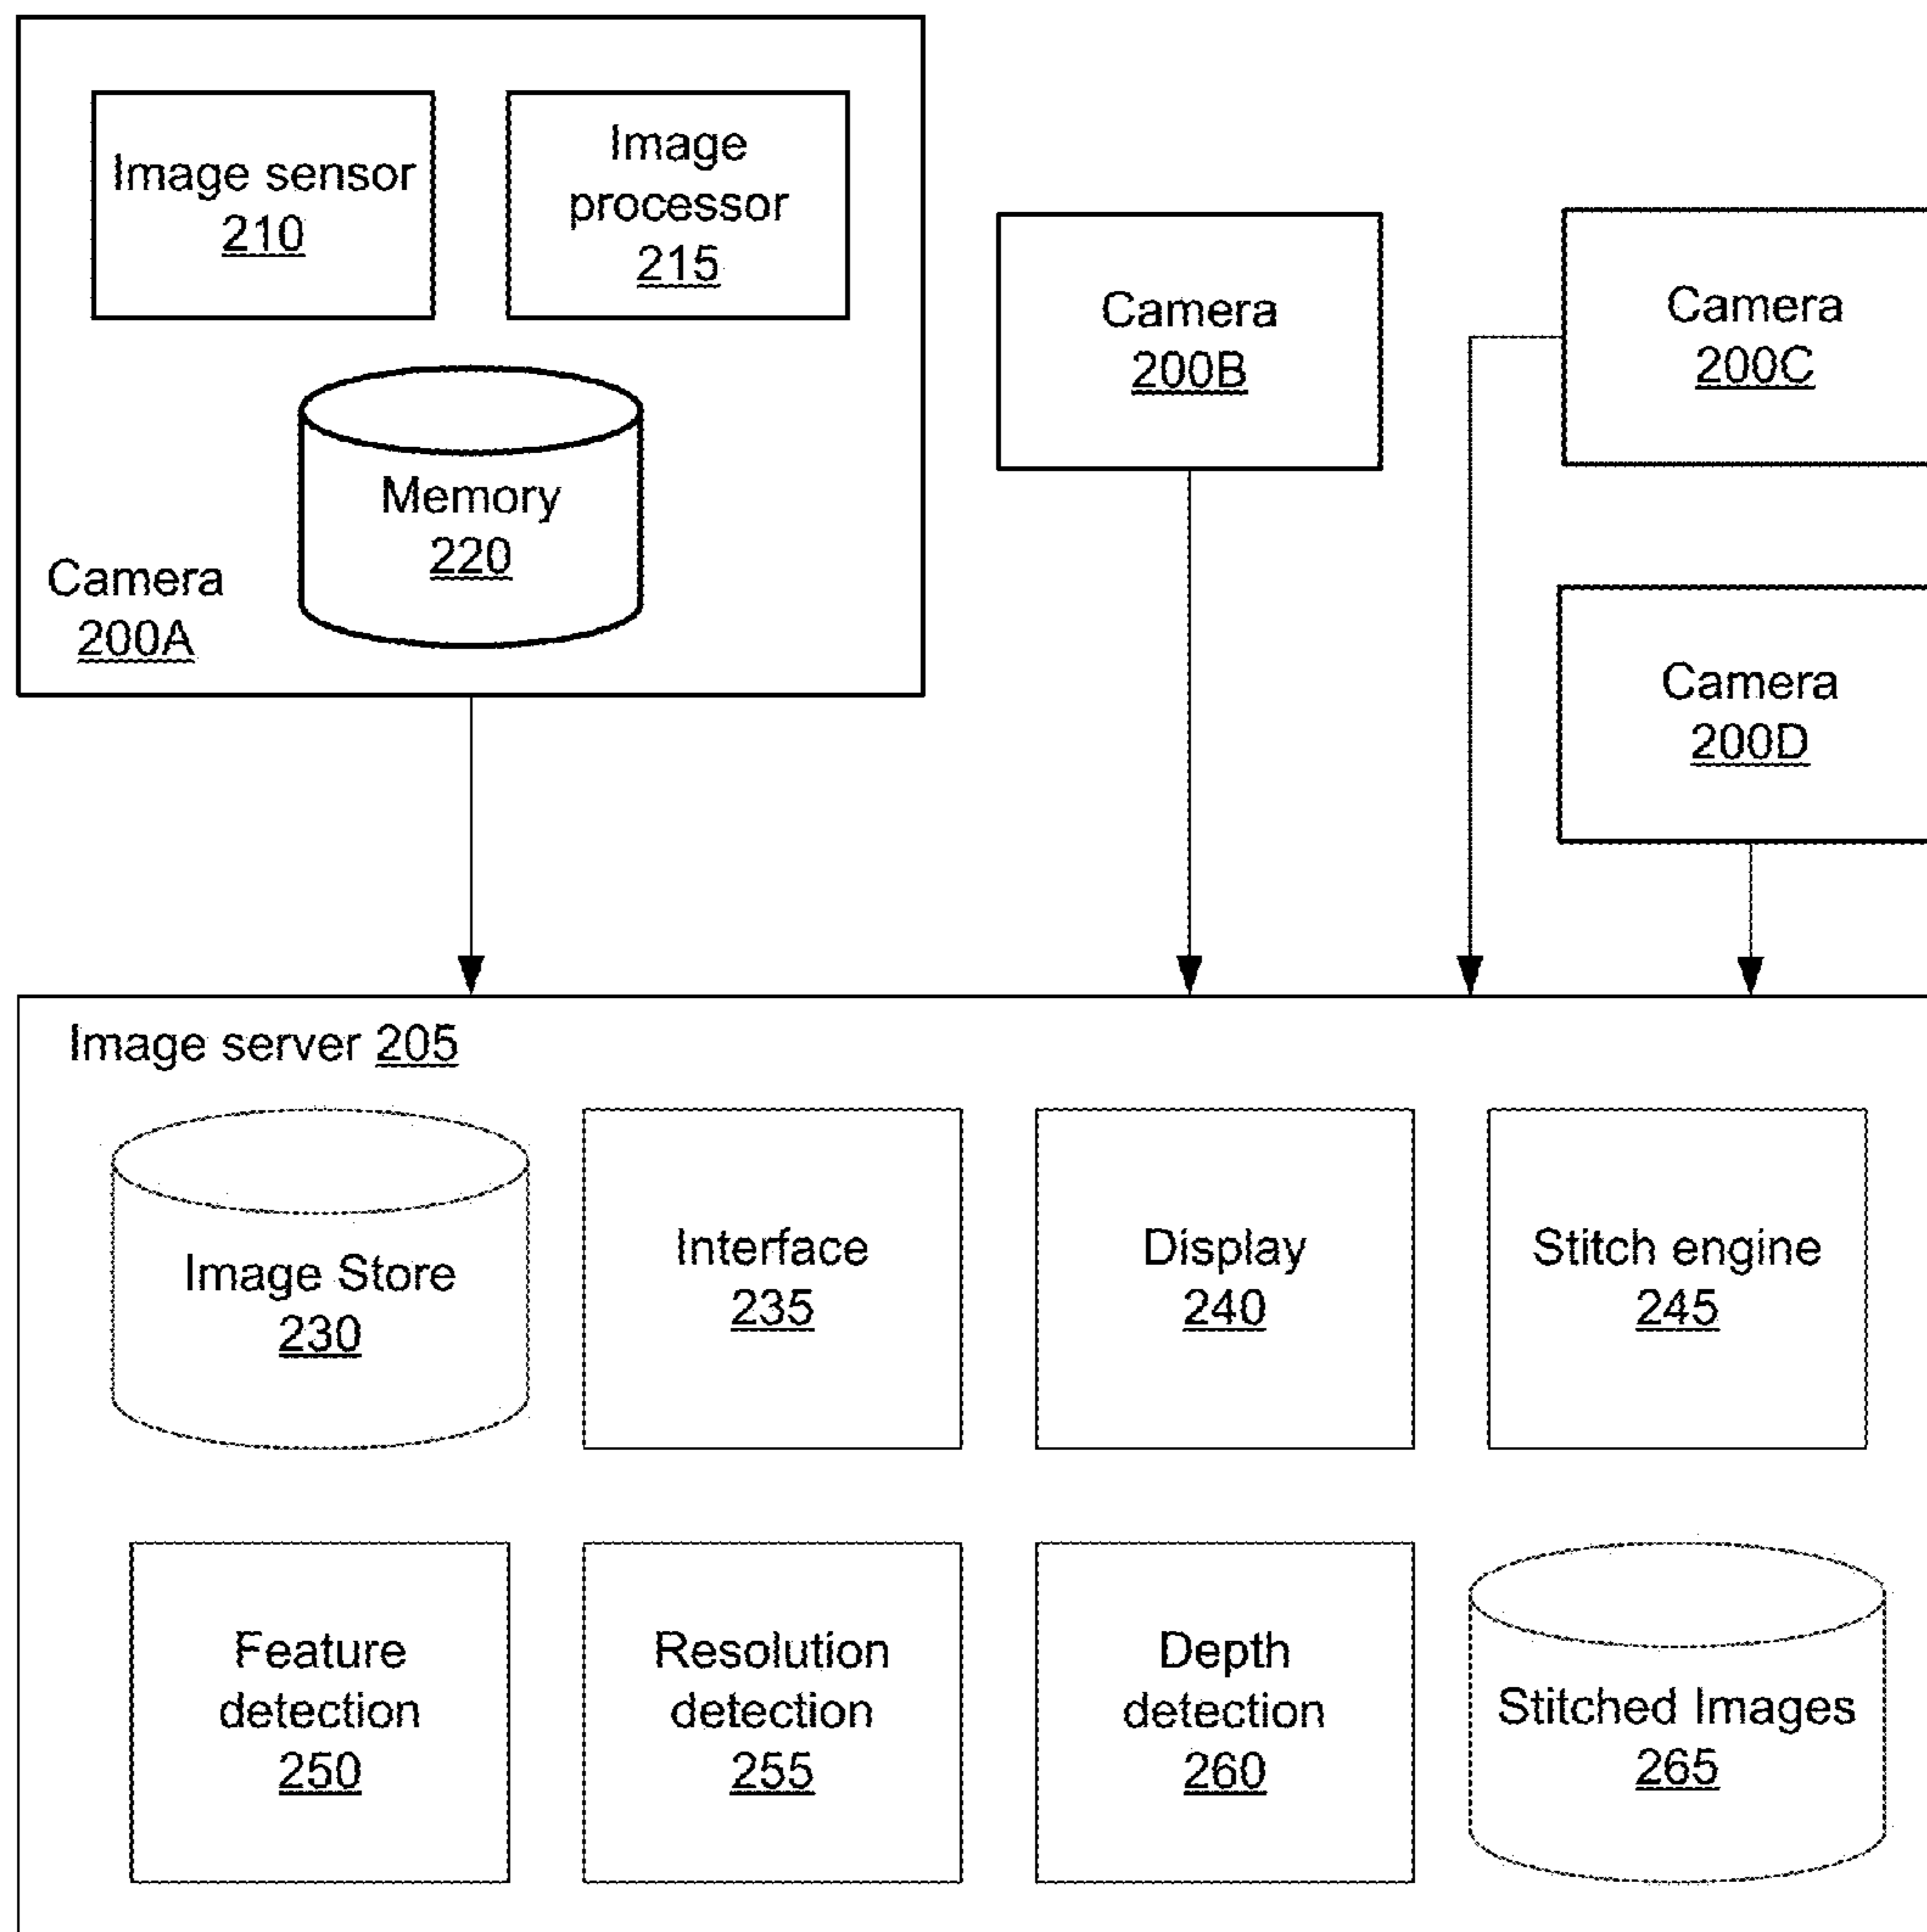 Image sensor
210
Image
processor
215
Memory
220
Camera
200A
Camera
200B
Camera
200C
Camera
200D
Image server 205
Image Store
230
Interface
235
Display
240
Stitch engine
245
Feature
detection
250
Resolution
detection
255
Depth
detection
260
Stitched Images
265